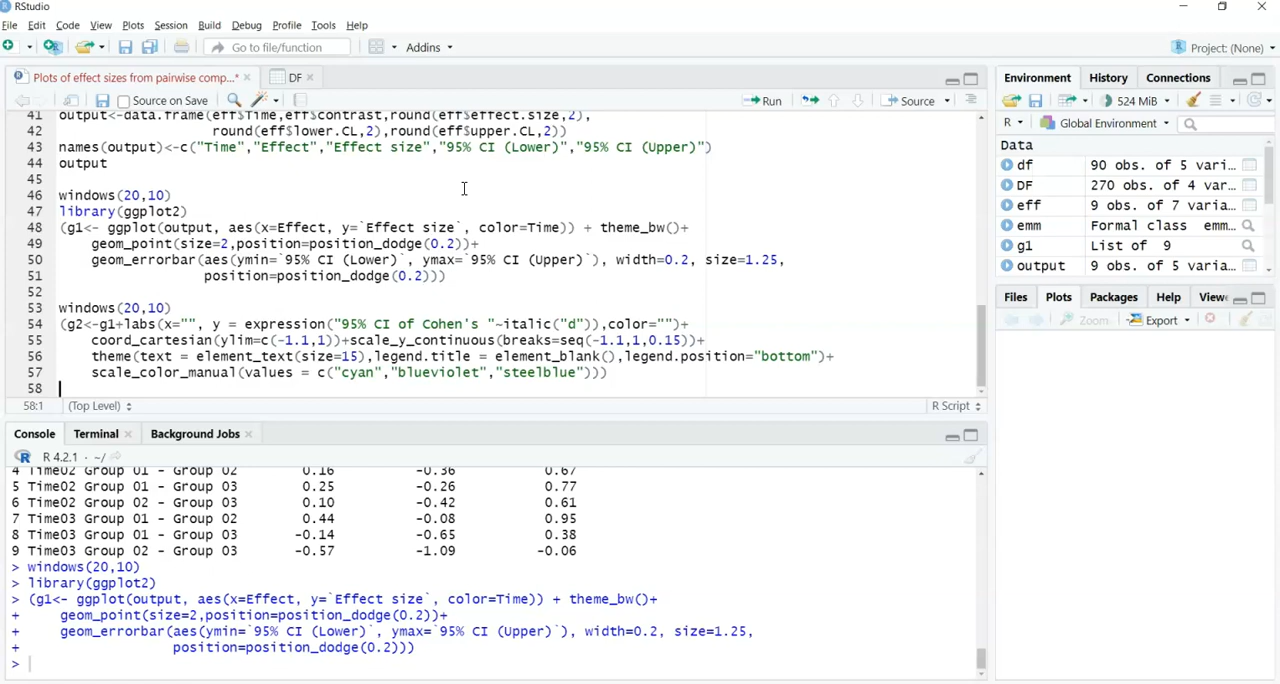 RStudio
File Edit Code View Plots Session Build Debug Profile Tools Help
Go to file/function Addins Project: (None)
Plots of effect sizes from pairwise comp...* DF
Source on Save Run Source
41 output<-data.frame(eff$Time,eff$contrast,round(eff$effect.size,2),
42 round(eff$lower.CL,2),round(eff$upper.CL,2))
43 names(output)<-c("Time","Effect","Effect size","95% CI (Lower)","95% CI (Upper)")
44 output
45
46 windows(20,10)
47 library(ggplot2)
48 (g1<- ggplot(output, aes(x=Effect, y=`Effect size`, color=Time)) + theme_bw()+
49 geom_point(size=2,position=position_dodge(0.2))+
50 geom_errorbar(aes(ymin=`95% CI (Lower)`, ymax=`95% CI (Upper)`), width=0.2, size=1.25,
51 position=position_dodge(0.2)))
52
53 windows(20,10)
54 (g2<-g1+labs(x="", y = expression("95% CI of Cohen's "~italic("d")),color="")+
55 coord_cartesian(ylim=c(-1.1,1))+scale_y_continuous(breaks=seq(-1.1,1,0.15))+
56 theme(text = element_text(size=15),legend.title = element_blank(),legend.position="bottom")+
57 scale_color_manual(values = c("cyan","blueviolet","steelblue")))
58
58:1 (Top Level) R Script
Console Terminal Background Jobs
R 4.2.1 · ~/
4 Time02 Group 01 - Group 02 0.16 -0.36 0.67
5 Time02 Group 01 - Group 03 0.25 -0.26 0.77
6 Time02 Group 02 - Group 03 0.10 -0.42 0.61
7 Time03 Group 01 - Group 02 0.44 -0.08 0.95
8 Time03 Group 01 - Group 03 -0.14 -0.65 0.38
9 Time03 Group 02 - Group 03 -0.57 -1.09 -0.06
> windows(20,10)
> library(ggplot2)
> (g1<- ggplot(output, aes(x=Effect, y=`Effect size`, color=Time)) + theme_bw()+
+ geom_point(size=2,position=position_dodge(0.2))+
+ geom_errorbar(aes(ymin=`95% CI (Lower)`, ymax=`95% CI (Upper)`), width=0.2, size=1.25,
+ position=position_dodge(0.2)))
>
Environment History Connections
524 MiB
R Global Environment
Data
df 90 obs. of 5 vari...
DF 270 obs. of 4 var...
eff 9 obs. of 7 varia...
emm Formal class emm...
g1 List of 9
output 9 obs. of 5 varia...
Files Plots Packages Help View
Zoom Export